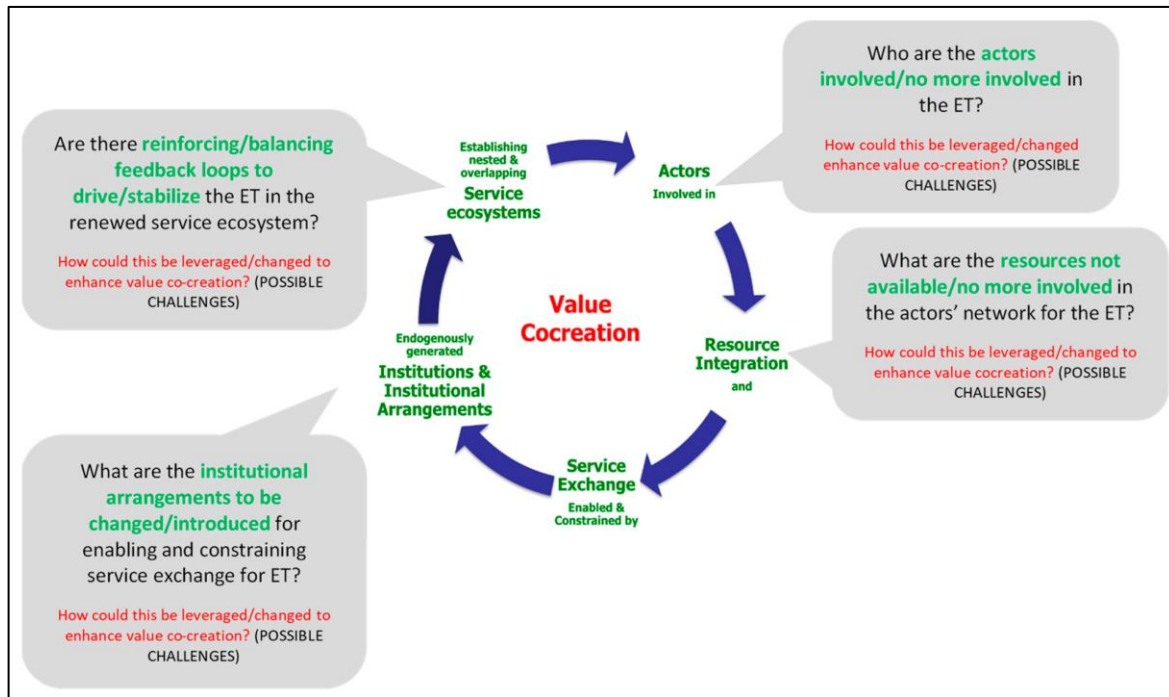 Who are the actors
involved/no more involved in
the ET?
How could this be leveraged/changed
enhance value co-creation? (POSSIBLE
CHALLENGES)
Are there reinforcing/balancing
feedback loops to
drive/stabilize the ET in the
renewed service ecosystem?
How could this be leveraged/changed to
enhance value co-creation? (POSSIBLE
CHALLENGES)
Establishing
nested &
overlapping
Service
ecosystems
Actors
Involved in
What are the resources not
available/no more involved in
the actors’ network for the ET?
How could this be leveraged/changed to
enhance value cocreation? (POSSIBLE
CHALLENGES)
Value
Cocreation
Resource
Integration
and
Endogenously
generated
Institutions &
Institutional
Arrangements
Service
Exchange
Enabled &
Constrained by
What are the institutional
arrangements to be
changed/introduced for
enabling and constraining
service exchange for ET?
How could this be leveraged/changed to
enhance value co-creation? (POSSIBLE
CHALLENGES)